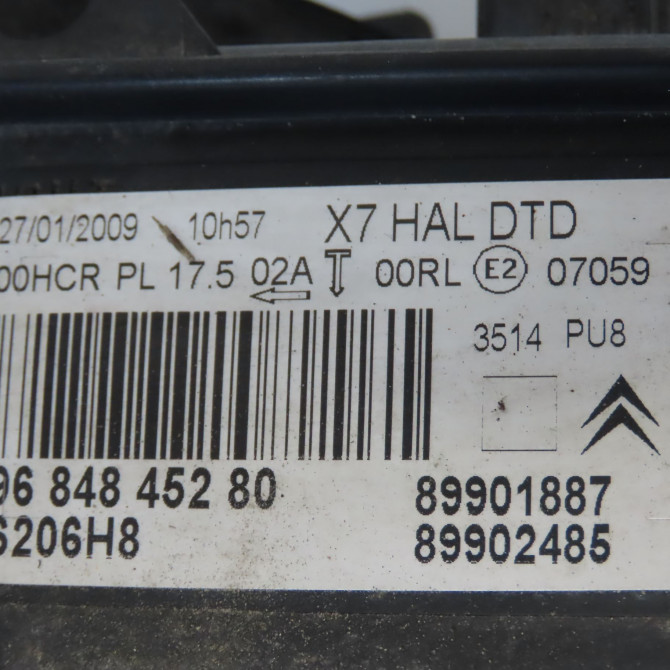 27/01/2009 10h57 X7 HAL DTD
00HCR PL 17.5 02A 00RL E2 07059
3514 PU8
96 848 452 80 89901887
6206H8 89902485